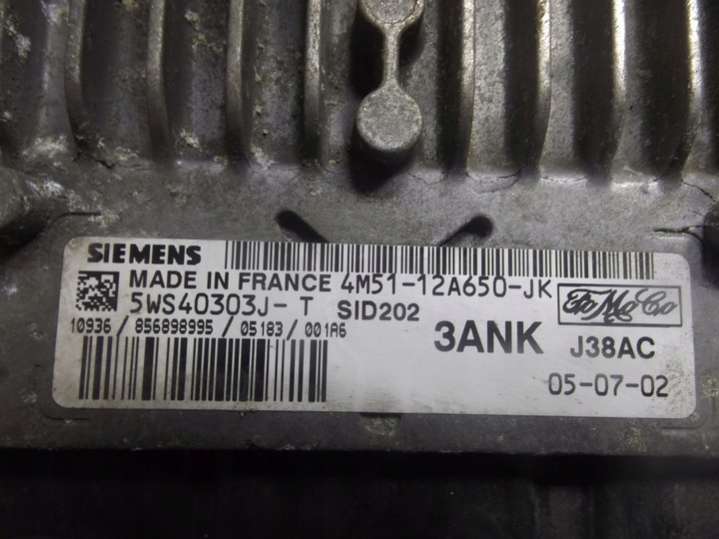 SIEMENS
MADE IN FRANCE 4M51-12A650-JK
5WS40303J- T SID202
FoMoCo
10936 / 856898995 / 05183 / 001A6
3ANK J38AC
05-07-02